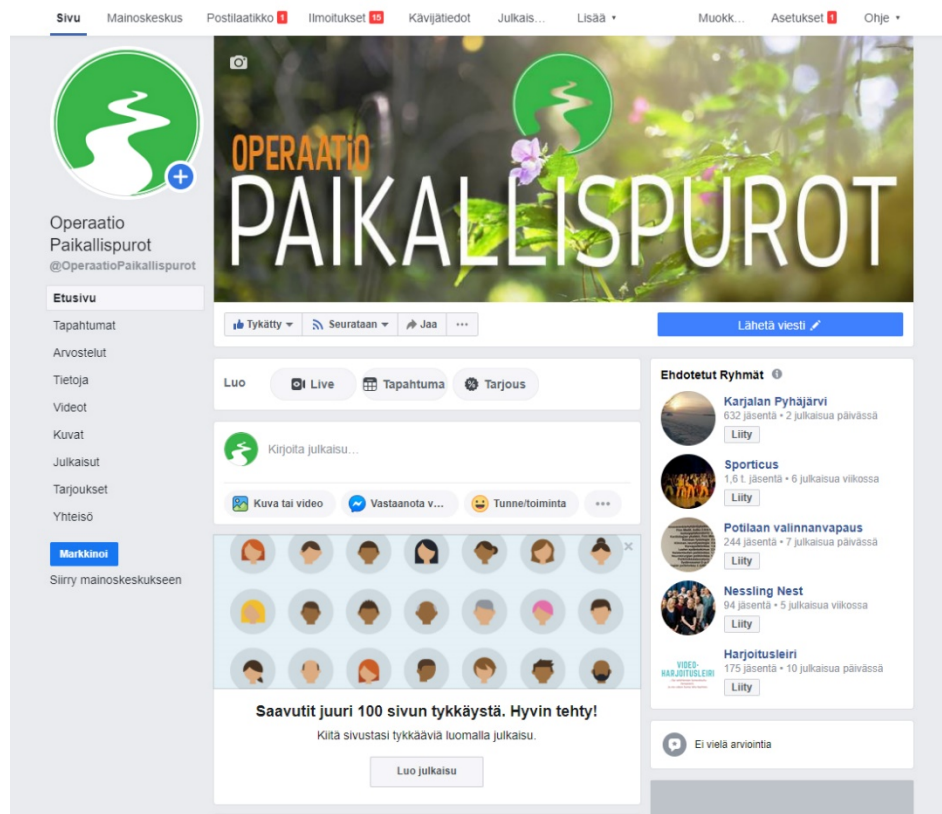 Sivu Mainoskeskus Postilaatikko 1 Ilmoitukset 15 Kävijätiedot Julkais... Lisää Muokk... Asetukset 1 Ohje
OPERAATiO
PAIKALLISPUROT
Operaatio
Paikallispurot
@OperaatioPaikallispurot
Etusivu
Tapahtumat
Arvostelut
Tietoja
Videot
Kuvat
Julkaisut
Tarjoukset
Yhteisö
Markkinoi
Siirry mainoskeskukseen
Tykätty Seurataan Jaa ...
Lähetä viesti
Luo Live Tapahtuma Tarjous
Kirjoita julkaisu...
Kuva tai video Vastaanota v... Tunne/toiminta ...
Saavutit juuri 100 sivun tykkäystä. Hyvin tehty!
Kiitä sivustasi tykkääviä luomalla julkaisu.
Luo julkaisu
Ehdotetut Ryhmät
Karjalan Pyhäjärvi
632 jäsentä • 2 julkaisua päivässä
Liity
Sporticus
1,6 t. jäsentä • 6 julkaisua viikossa
Liity
Potilaan valinnanvapaus
244 jäsentä • 7 julkaisua päivässä
Liity
Nessling Nest
94 jäsentä • 5 julkaisua viikossa
Liity
VIDEO-
HARJOITUSLEIRI
Harjoitusleiri
175 jäsentä • 10 julkaisua päivässä
Liity
Ei vielä arviointia